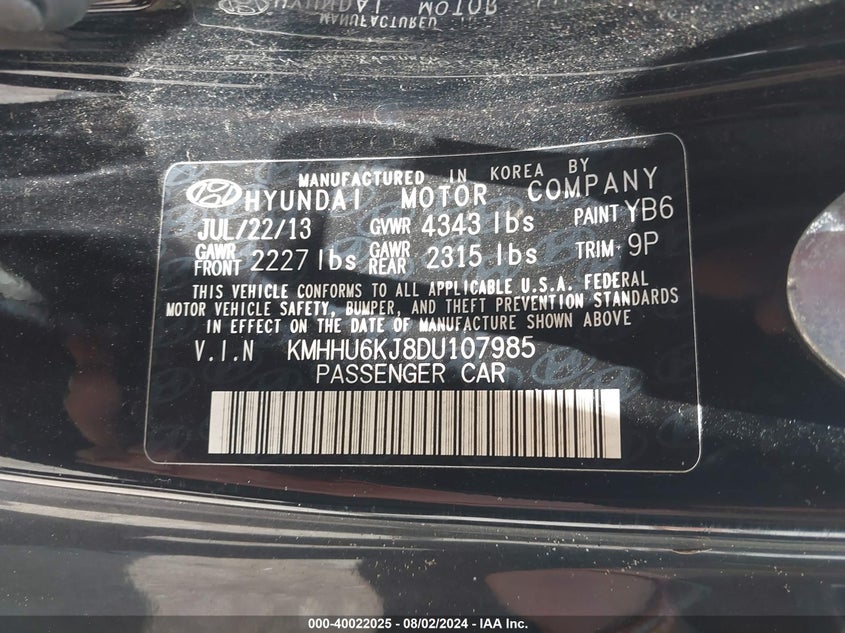 HYUNDAI MOTOR
MANUFACTURED
MANUFACTURED IN KOREA BY
HYUNDAI MOTOR COMPANY
JUL/22/13 GVWR 4343 lbs PAINT YB6
GAWR FRONT 2227 lbs GAWR REAR 2315 lbs TRIM 9P
THIS VEHICLE CONFORMS TO ALL APPLICABLE U.S.A. FEDERAL
MOTOR VEHICLE SAFETY, BUMPER, AND THEFT PREVENTION STANDARDS
IN EFFECT ON THE DATE OF MANUFACTURE SHOWN ABOVE
V.I.N KMHHU6KJ8DU107985
PASSENGER CAR
000-40022025 - 08/02/2024 - IAA Inc.